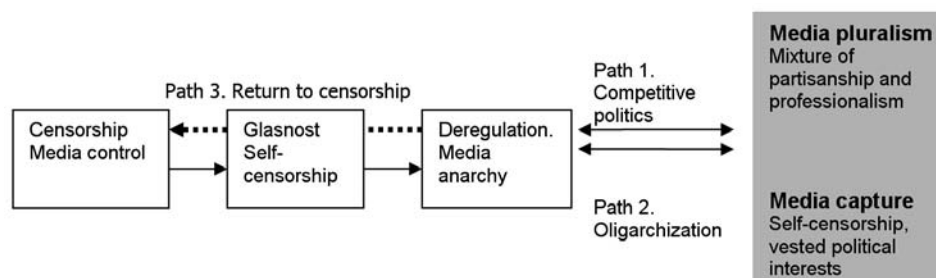 Path 3. Return to censorship
Censorship
Media control
Glasnost
Self-
censorship
Deregulation.
Media
anarchy
Path 1.
Competitive
politics
Path 2.
Oligarchization
Media pluralism
Mixture of
partisanship and
professionalism
Media capture
Self-censorship,
vested political
interests